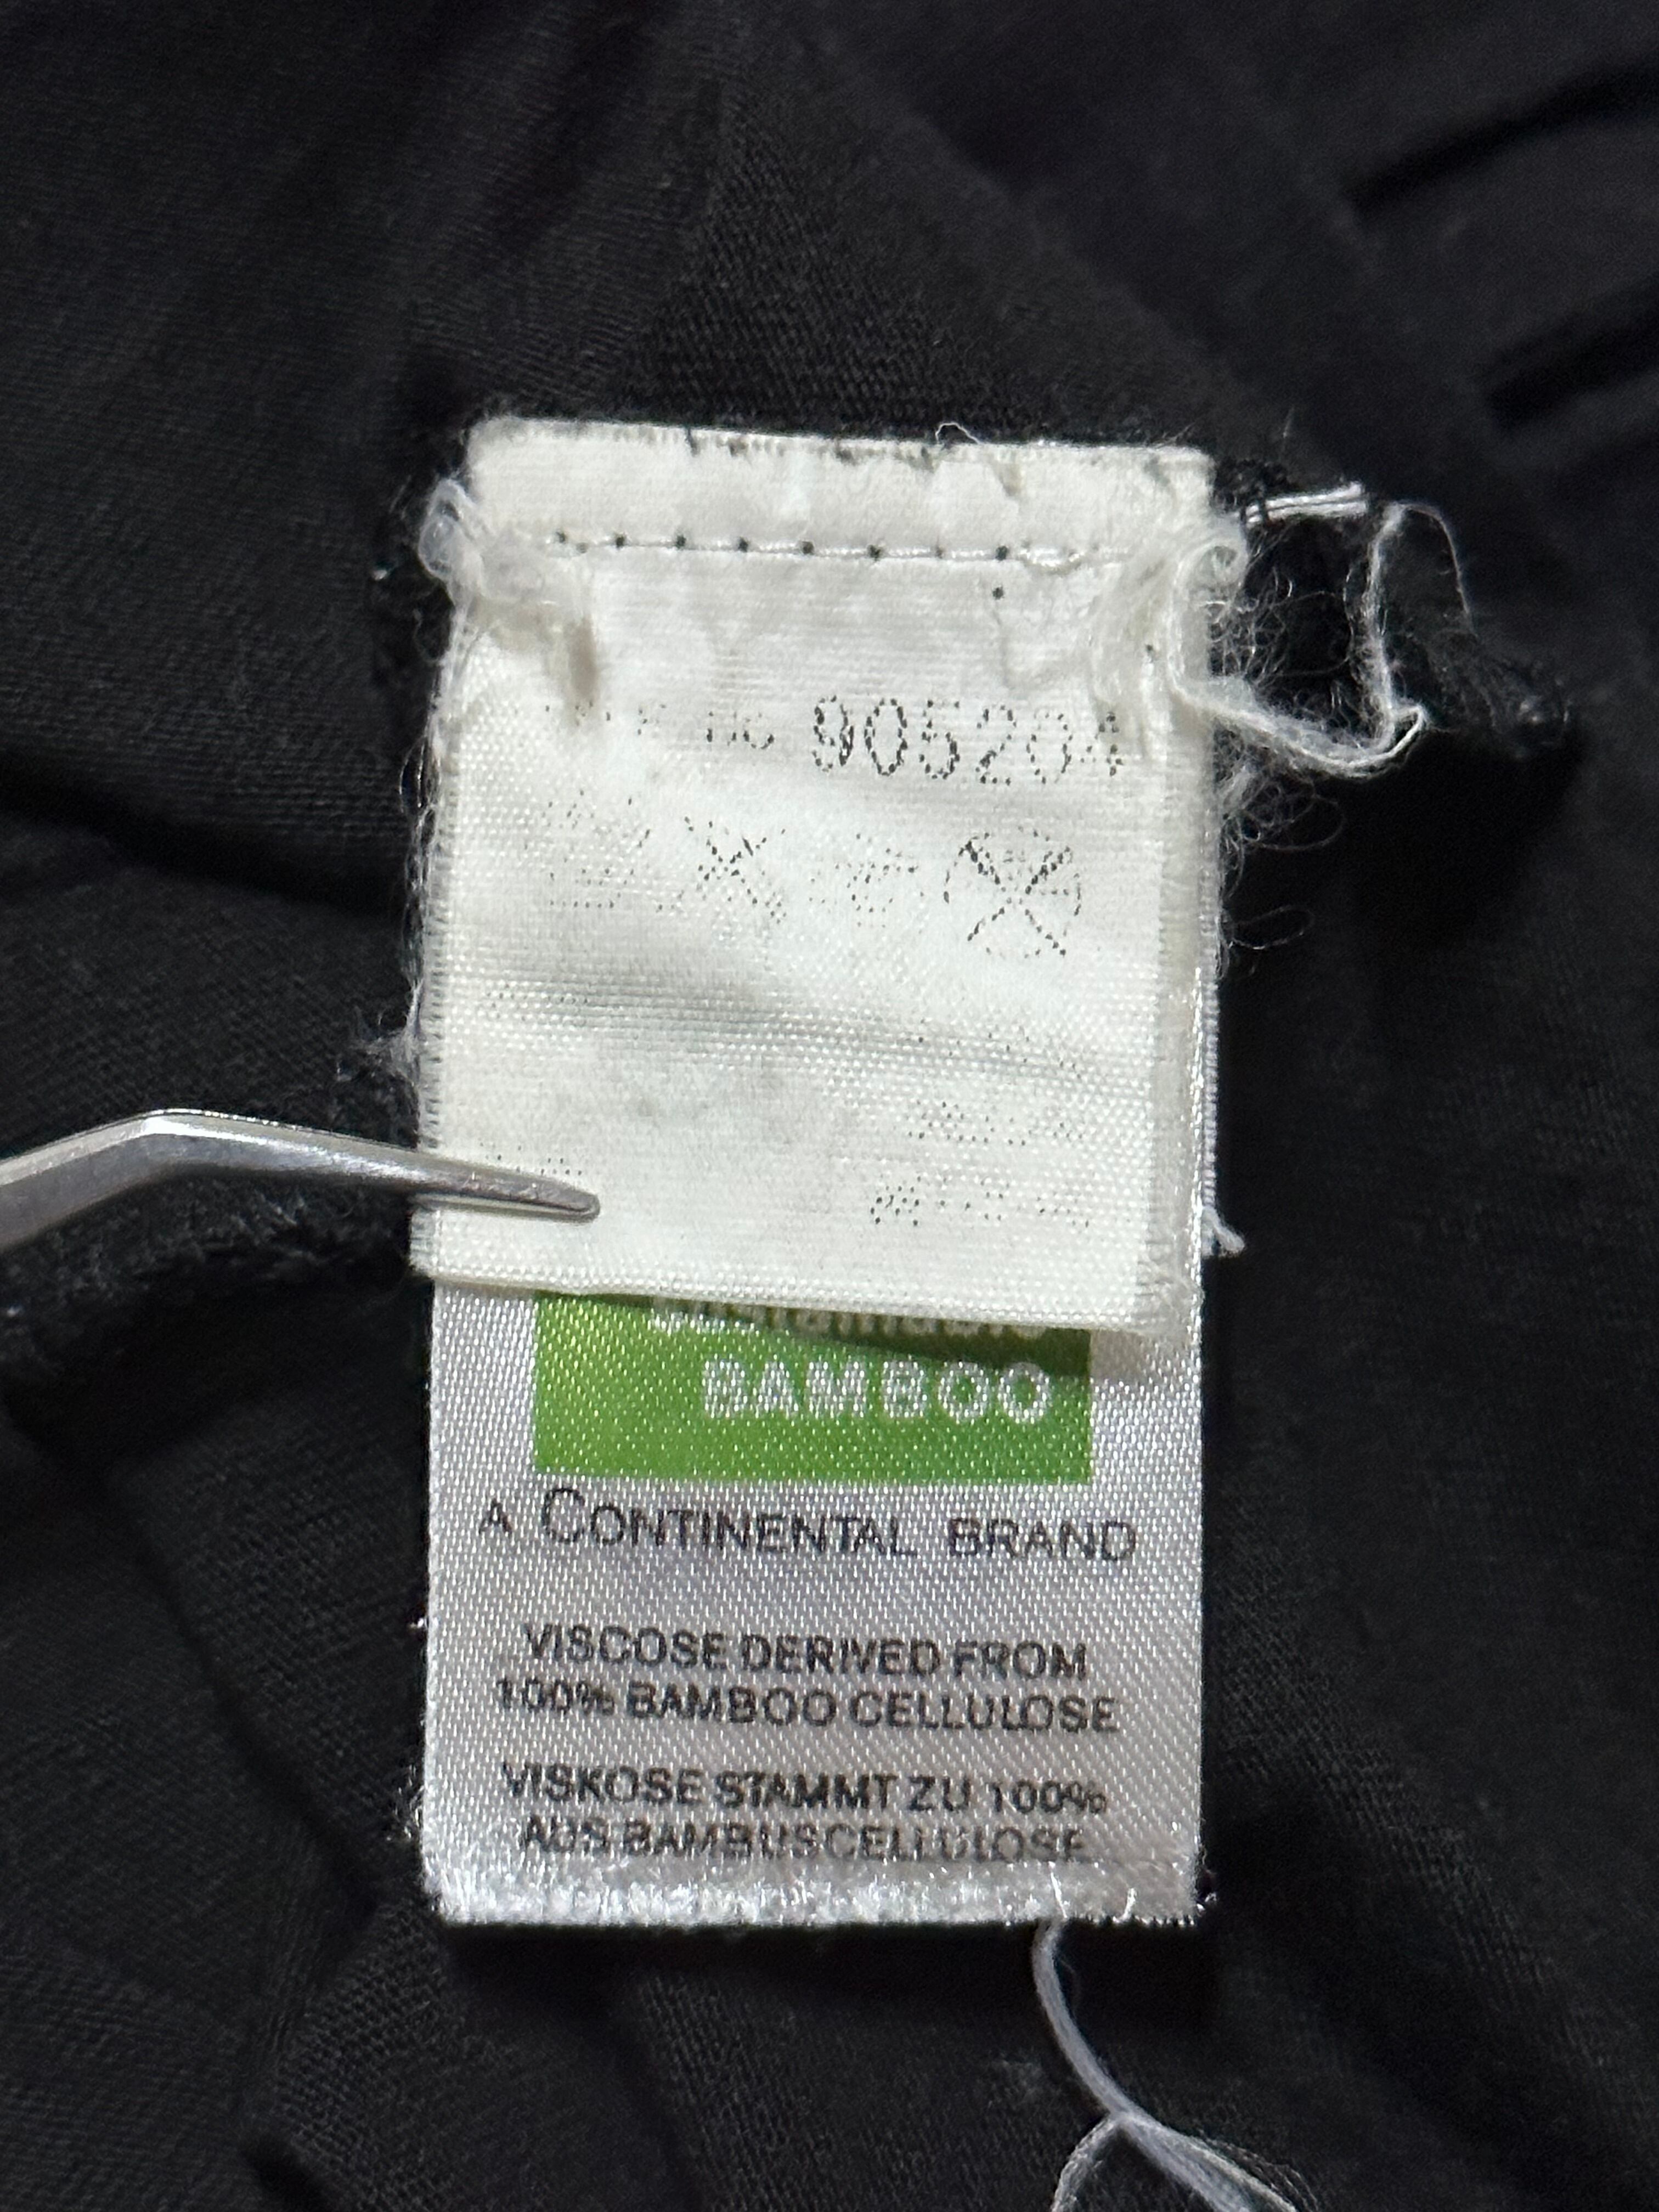 905204
BAMBOO
A CONTINENTAL BRAND
VISCOSE DERIVED FROM
100% BAMBOO CELLULOSE
VISKOSE STAMMT ZU 100%
AUS BAMBUSCELLULOSE